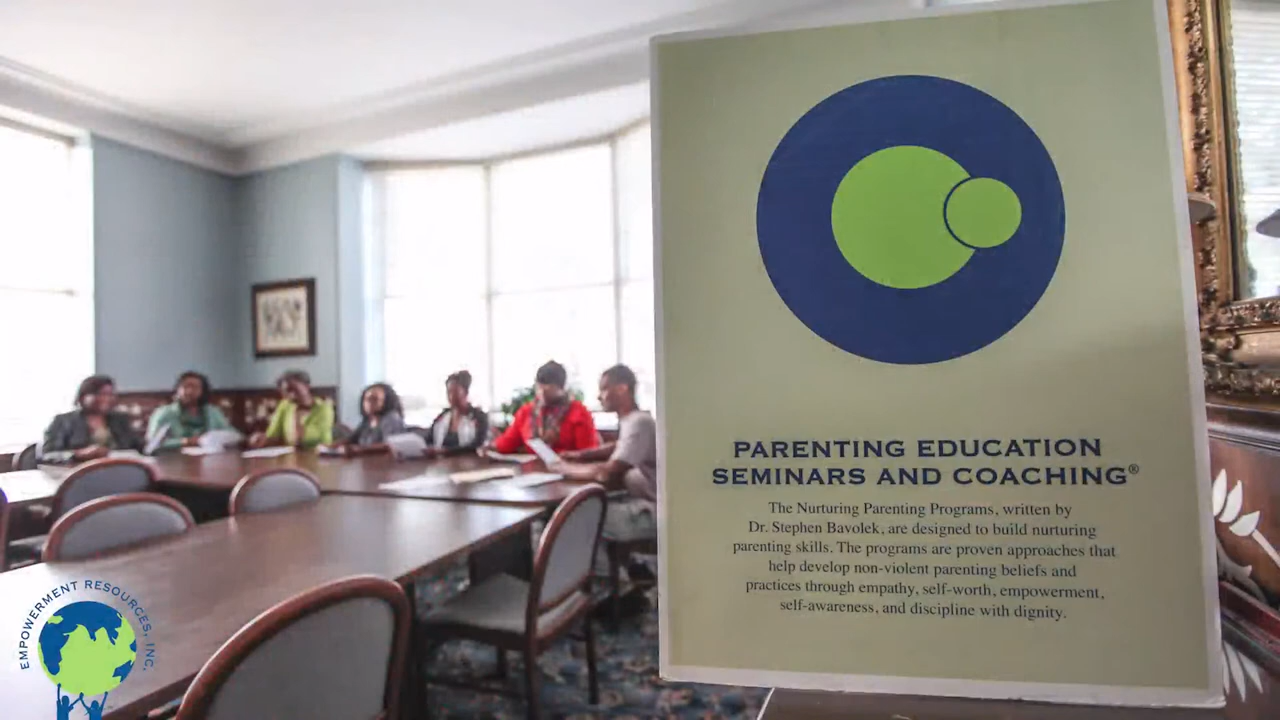 PARENTING EDUCATION
SEMINARS AND COACHING®
The Nurturing Parenting Programs, written by
Dr. Stephen Bavolek, are designed to build nurturing
parenting skills. The programs are proven approaches that
help develop non-violent parenting beliefs and
practices through empathy, self-worth, empowerment,
self-awareness, and discipline with dignity.
EMPOWERMENT RESOURCES, INC.